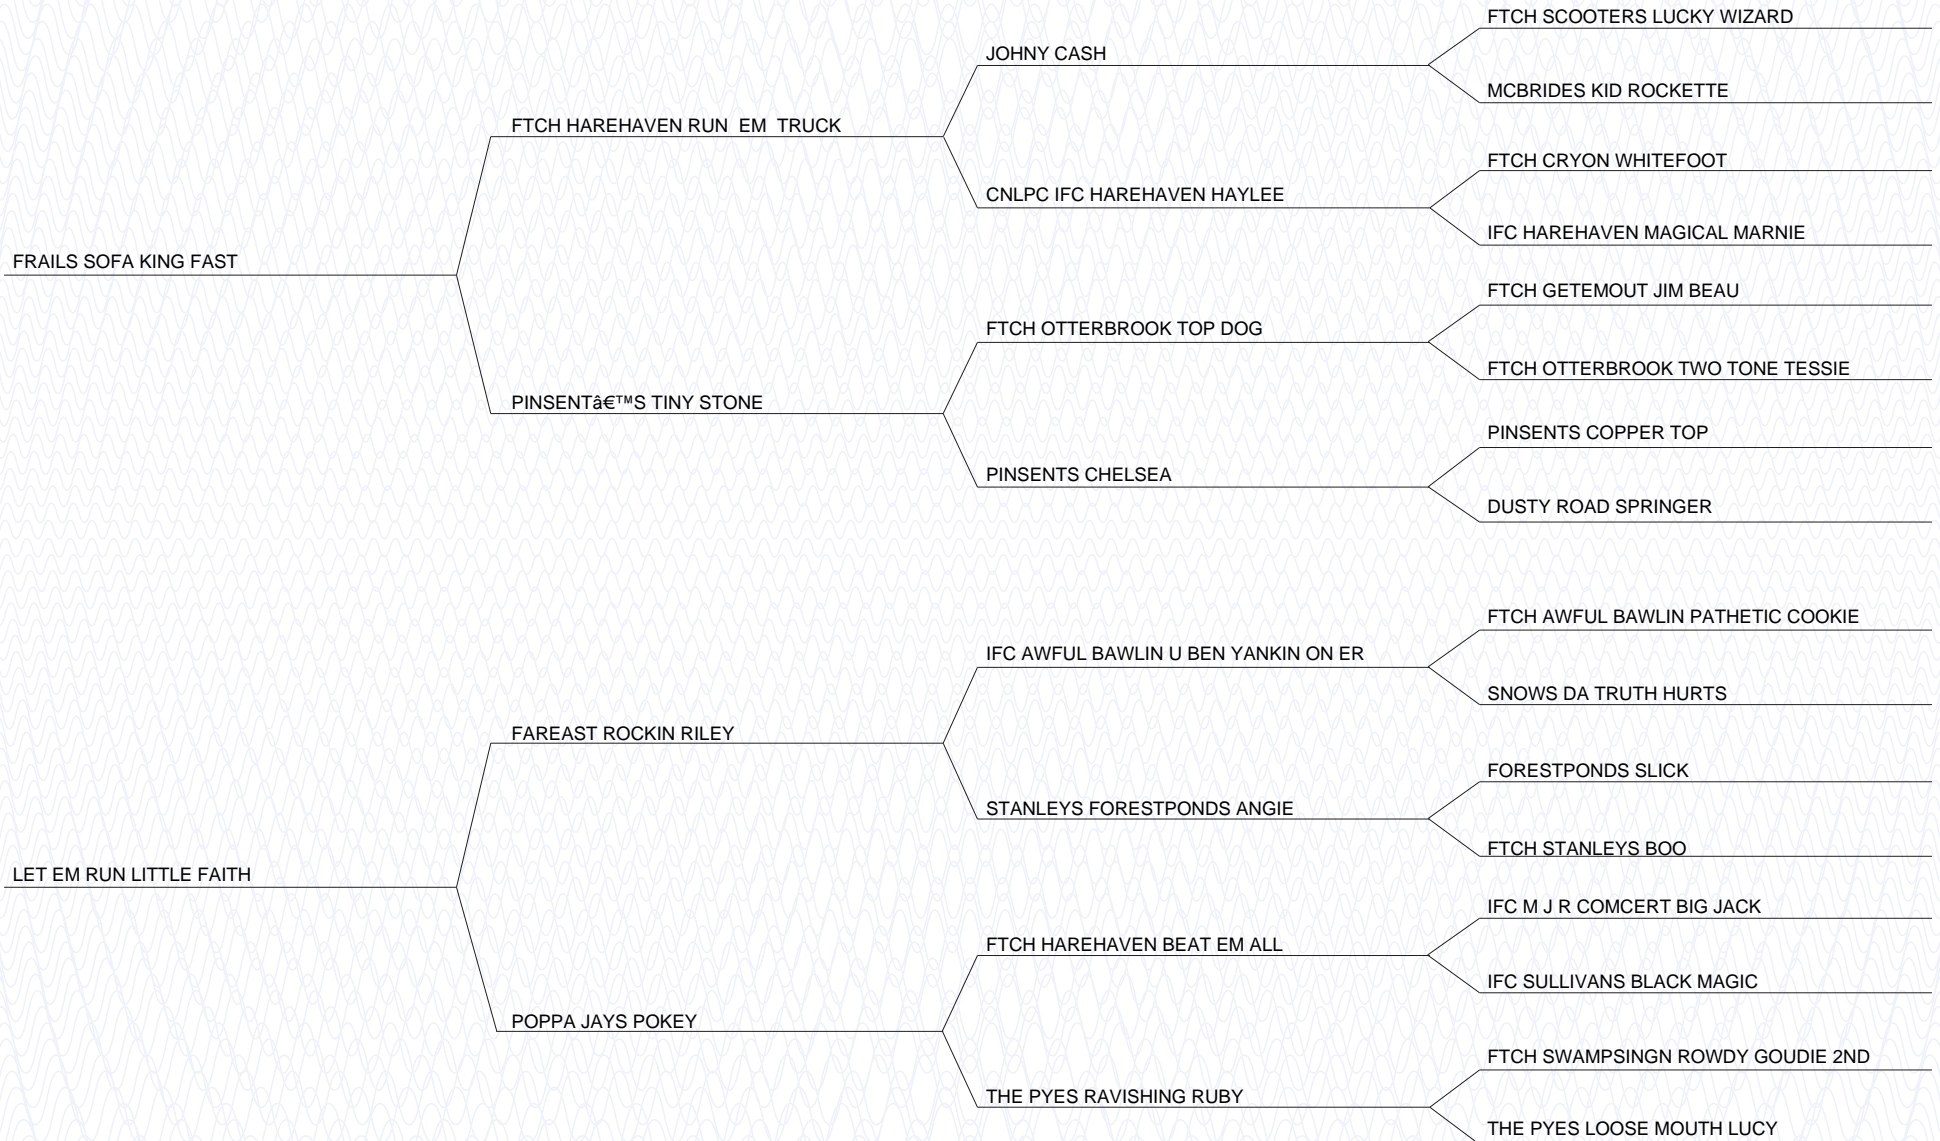 FTCH SCOOTERS LUCKY WIZARD
JOHNY CASH
MCBRIDES KID ROCKETTE
FTCH HAREHAVEN RUN  EM  TRUCK
FTCH CRYON WHITEFOOT
CNLPC IFC HAREHAVEN HAYLEE
IFC HAREHAVEN MAGICAL MARNIE
FRAILS SOFA KING FAST
FTCH GETEMOUT JIM BEAU
FTCH OTTERBROOK TOP DOG
FTCH OTTERBROOK TWO TONE TESSIE
PINSENTâ€™S TINY STONE
PINSENTS COPPER TOP
PINSENTS CHELSEA
DUSTY ROAD SPRINGER
FTCH AWFUL BAWLIN PATHETIC COOKIE
IFC AWFUL BAWLIN U BEN YANKIN ON ER
SNOWS DA TRUTH HURTS
FAREAST ROCKIN RILEY
FORESTPONDS SLICK
STANLEYS FORESTPONDS ANGIE
FTCH STANLEYS BOO
LET EM RUN LITTLE FAITH
IFC M J R COMCERT BIG JACK
FTCH HAREHAVEN BEAT EM ALL
IFC SULLIVANS BLACK MAGIC
POPPA JAYS POKEY
FTCH SWAMPSINGN ROWDY GOUDIE 2ND
THE PYES RAVISHING RUBY
THE PYES LOOSE MOUTH LUCY